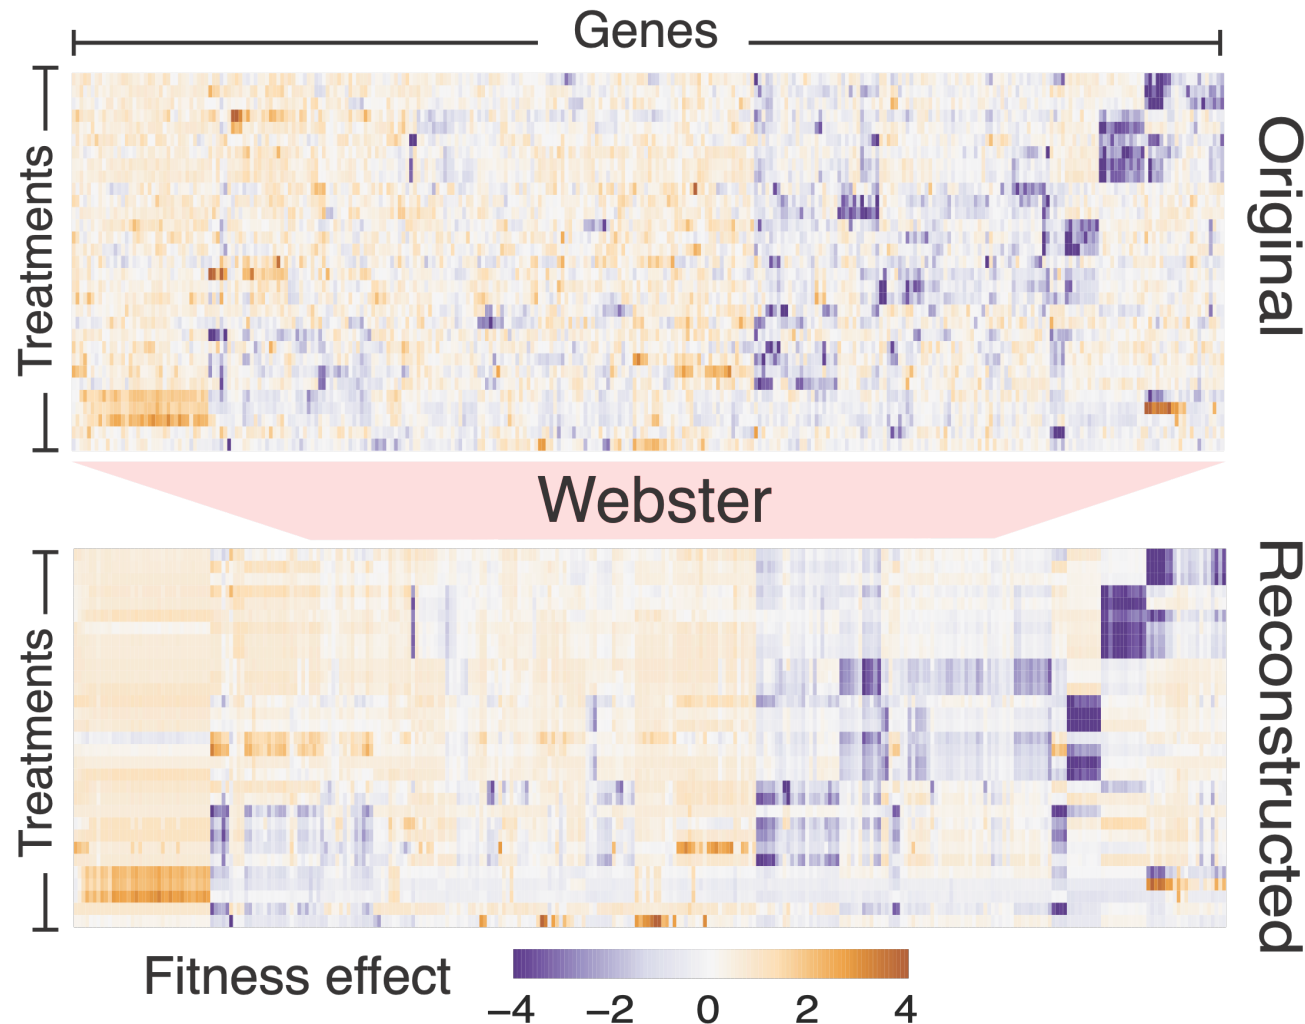 Genes
Treatments
Original
Webster
Treatments
Reconstructed
Fitness effect
−4 −2 0 2 4